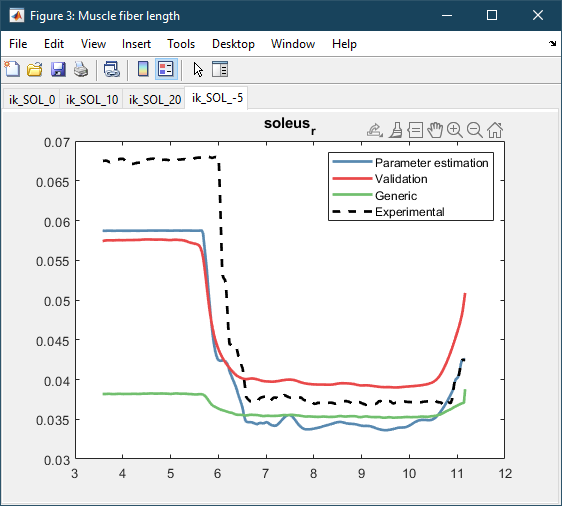 Figure 3: Muscle fiber length
File Edit View Insert Tools Desktop Window Help
ik_SOL_0 ik_SOL_10 ik_SOL_20 ik_SOL_-5
soleus_r
0.07
0.065
0.06
0.055
0.05
0.045
0.04
0.035
0.03
Parameter estimation
Validation
Generic
Experimental
3 4 5 6 7 8 9 10 11 12